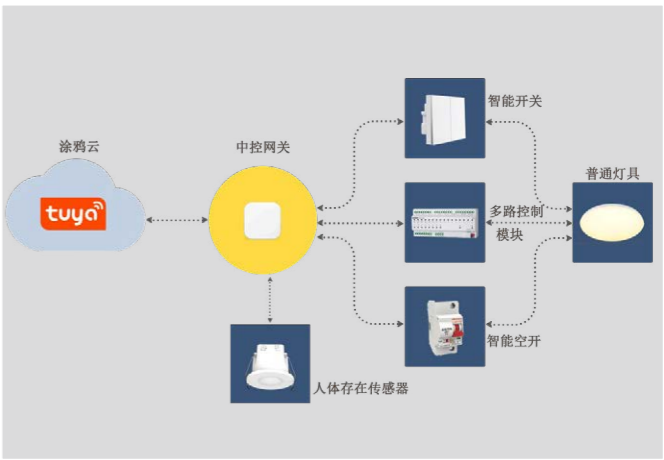 智能开关
涂鸦云
中控网关
普通灯具
tuya
多路控制
模块
智能空开
人体存在传感器